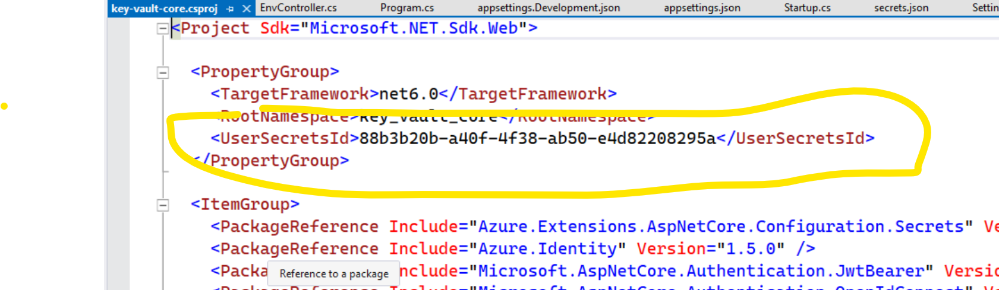 key-vault-core.csproj EnvController.cs Program.cs appsettings.Development.json appsettings.json Startup.cs secrets.json Settin
<Project Sdk="Microsoft.NET.Sdk.Web">
<PropertyGroup>
<TargetFramework>net6.0</TargetFramework>
<RootNamespace>key_vault_core</RootNamespace>
<UserSecretsId>88b3b20b-a40f-4f38-ab50-e4d82208295a</UserSecretsId>
</PropertyGroup>
<ItemGroup>
<PackageReference Include="Azure.Extensions.AspNetCore.Configuration.Secrets" Ve
<PackageReference Include="Azure.Identity" Version="1.5.0" />
<Packa Reference to a package nclude="Microsoft.AspNetCore.Authentication.JwtBearer" Versio
<PackageReference Include="Microsoft.AspNetCore.Authentication.OpenIdConnect" Ve